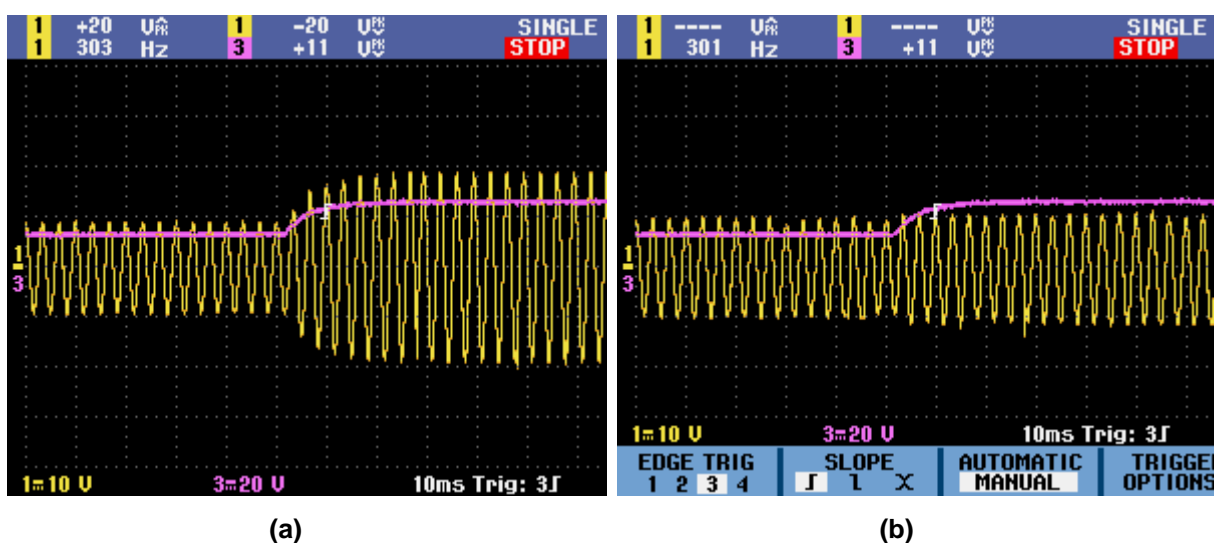 1 +20 V^PK 1 -20 V^PK SINGLE
1 303 Hz 3 +11 V^PK STOP
1
3
1=10 V 3=20 V 10ms Trig: 3ʃ
(a)
1 ---- V^PK 1 ---- V^PK SINGLE
1 301 Hz 3 +11 V^PK STOP
1
3
1=10 V 3=20 V 10ms Trig: 3ʃ
EDGE TRIG SLOPE AUTOMATIC TRIGGE
1 2 3 4 MANUAL OPTIONS
(b)